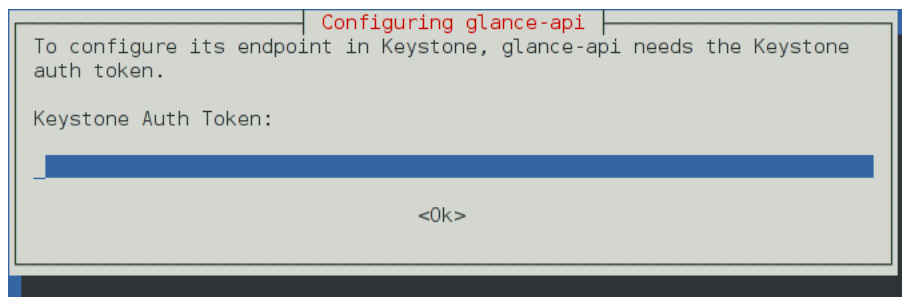 Configuring glance-api
To configure its endpoint in Keystone, glance-api needs the Keystone
auth token.
Keystone Auth Token:
<Ok>